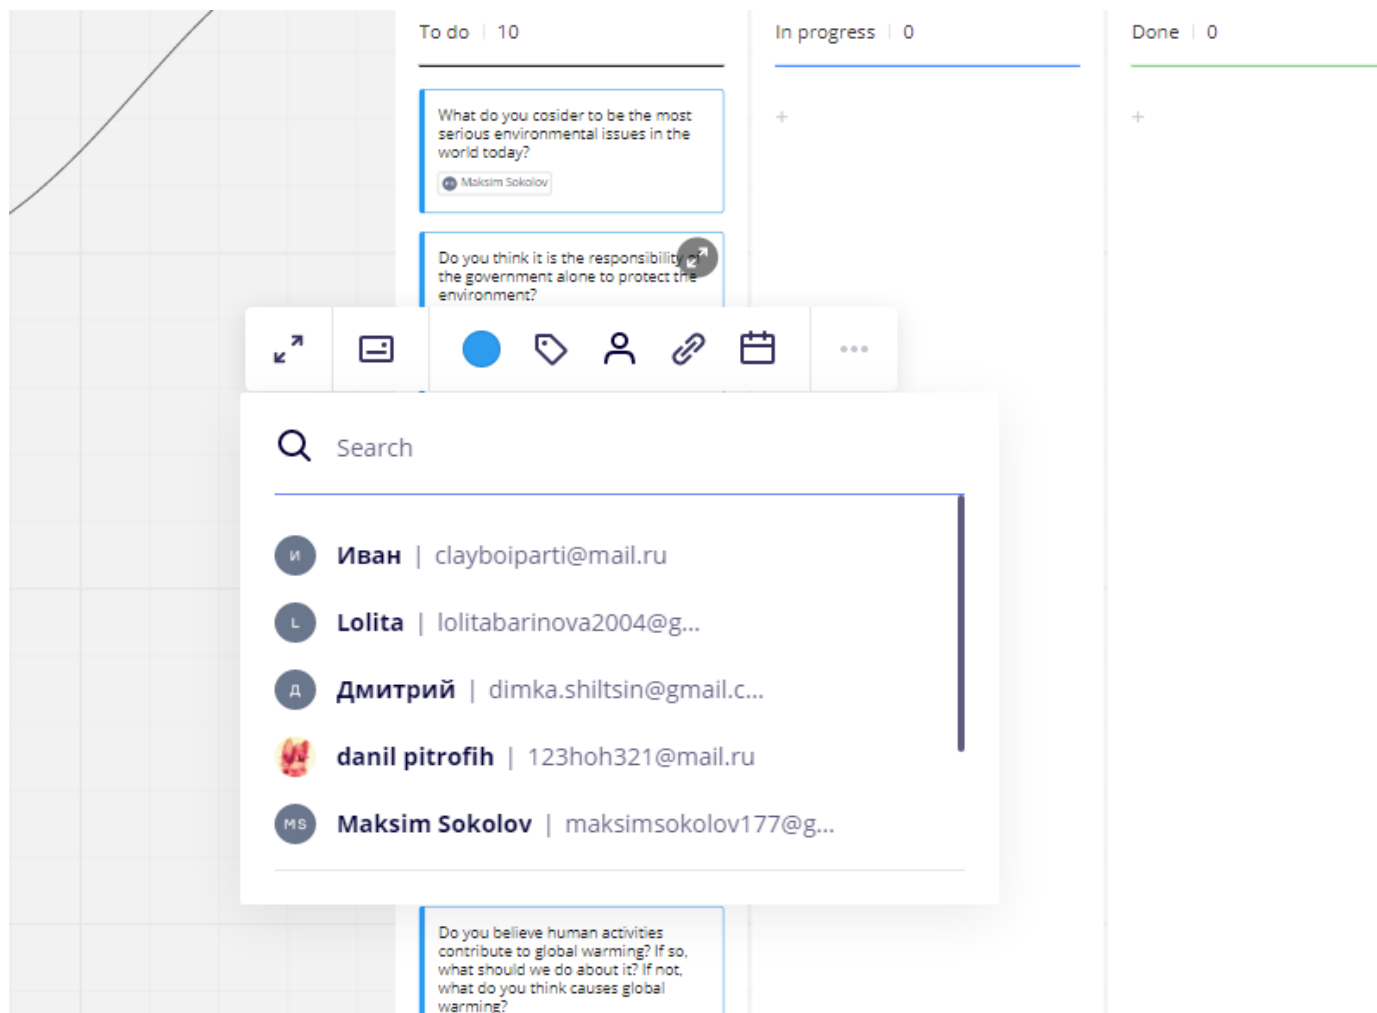 To do | 10
In progress | 0
Done | 0
What do you cosider to be the most
serious environmental issues in the
world today?
Maksim Sokolov
Do you think it is the responsibility of
the government alone to protect the
environment?
Search
И Иван | clayboiparti@mail.ru
L Lolita | lolitabarinova2004@g...
Д Дмитрий | dimka.shiltsin@gmail.c...
danil pitrofih | 123hoh321@mail.ru
MS Maksim Sokolov | maksimsokolov177@g...
Do you believe human activities
contribute to global warming? If so,
what should we do about it? If not,
what do you think causes global
warming?